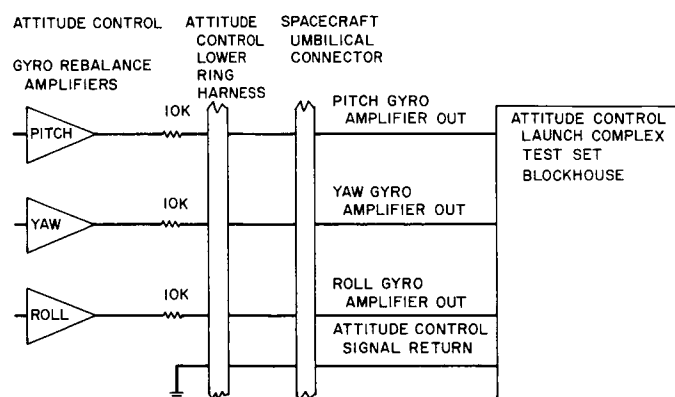 ATTITUDE CONTROL
GYRO REBALANCE
AMPLIFIERS
ATTITUDE
CONTROL
LOWER
RING
HARNESS
SPACECRAFT
UMBILICAL
CONNECTOR
PITCH
10K
PITCH GYRO
AMPLIFIER OUT
ATTITUDE CONTROL
LAUNCH COMPLEX
TEST SET
BLOCKHOUSE
YAW
10K
YAW GYRO
AMPLIFIER OUT
ROLL
10K
ROLL GYRO
AMPLIFIER OUT
ATTITUDE CONTROL
SIGNAL RETURN